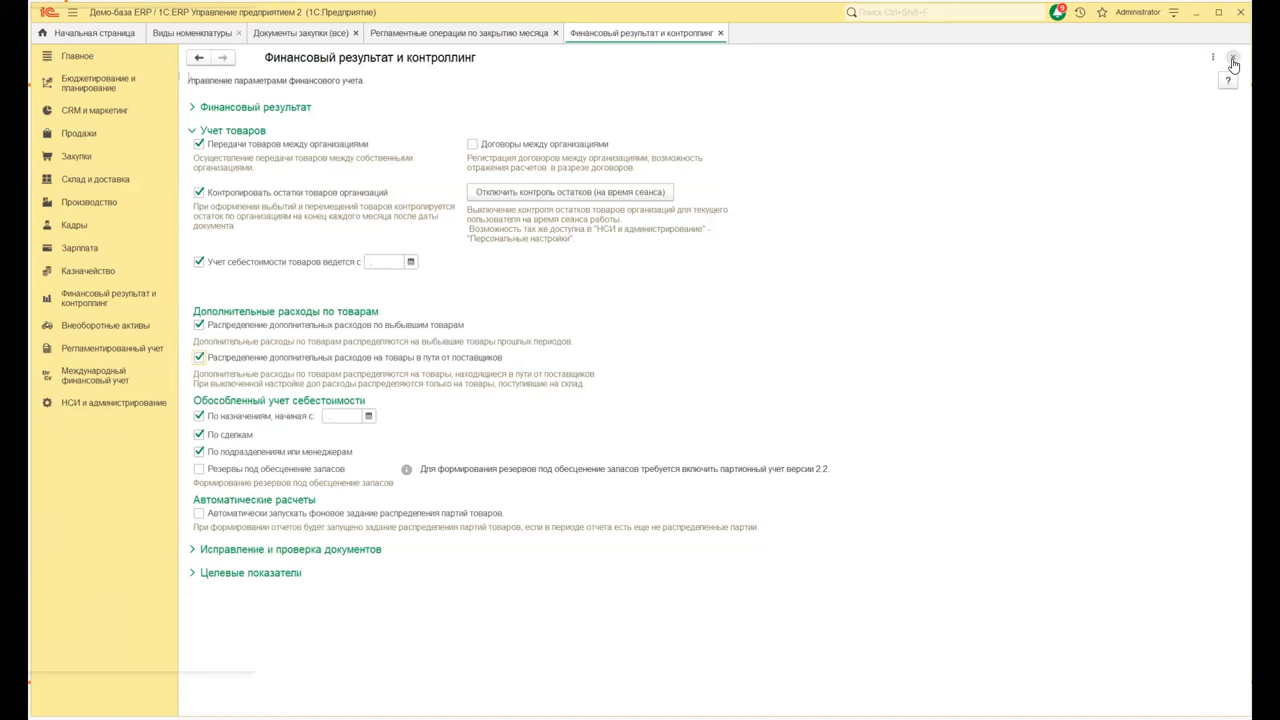 1С Демо-база ERP / 1С:ERP Управление предприятием 2 (1С:Предприятие) Поиск Ctrl+Shift+F Administrator
Начальная страница Виды номенклатуры × Документы закупки (все) × Регламентные операции по закрытию месяца × Финансовый результат и контроллинг ×
Главное
Бюджетирование и
планирование
CRM и маркетинг
Продажи
Закупки
Склад и доставка
Производство
Кадры
Зарплата
Казначейство
Финансовый результат и
контроллинг
Внеоборотные активы
Регламентированный учет
Международный
финансовый учет
НСИ и администрирование
Финансовый результат и контроллинг
?
Управление параметрами финансового учета.
Финансовый результат
Учет товаров
Передачи товаров между организациями
Осуществление передачи товаров между собственными
организациями.
Договоры между организациями
Регистрация договоров между организациями, возможность
отражения расчетов в разрезе договоров.
Контролировать остатки товаров организаций
При оформлении выбытий и перемещений товаров контролируется
остаток по организациям на конец каждого месяца после даты
документа
Отключить контроль остатков (на время сеанса)
Выключение контроля остатков товаров организаций для текущего
пользователя на время сеанса работы.
Возможность так же доступна в "НСИ и администрирование" -
"Персональные настройки".
Учет себестоимости товаров ведется с .
Дополнительные расходы по товарам
Распределение дополнительных расходов по выбывшим товарам
Дополнительные расходы по товарам распределяются на выбывшие товары прошлых периодов.
Распределение дополнительных расходов на товары в пути от поставщиков
Дополнительные расходы по товарам распределяются на товары, находящиеся в пути от поставщиков.
При выключенной настройке доп расходы распределяются только на товары, поступившие на склад.
Обособленный учет себестоимости
По назначениям, начиная с: .
По сделкам
По подразделениям или менеджерам
Резервы под обесценение запасов Для формирования резервов под обесценение запасов требуется включить партионный учет версии 2.2.
Формирование резервов под обесценение запасов
Автоматические расчеты
Автоматически запускать фоновое задание распределения партий товаров.
При формировании отчетов будет запущено задание распределения партий товаров, если в периоде отчета есть еще не распределенные партии
Исправление и проверка документов
Целевые показатели